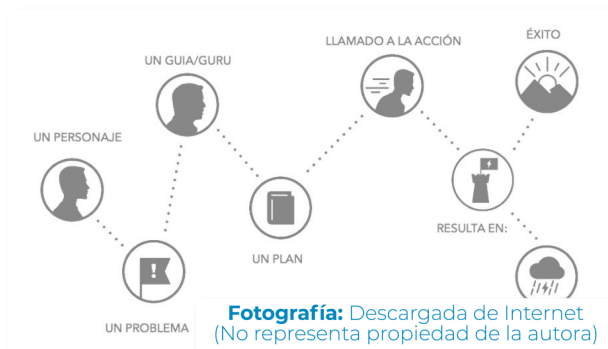 UN PERSONAJE
UN PROBLEMA
UN GUIA/GURU
UN PLAN
LLAMADO A LA ACCIÓN
RESULTA EN:
ÉXITO
Fotografía: Descargada de Internet
(No representa propiedad de la autora)